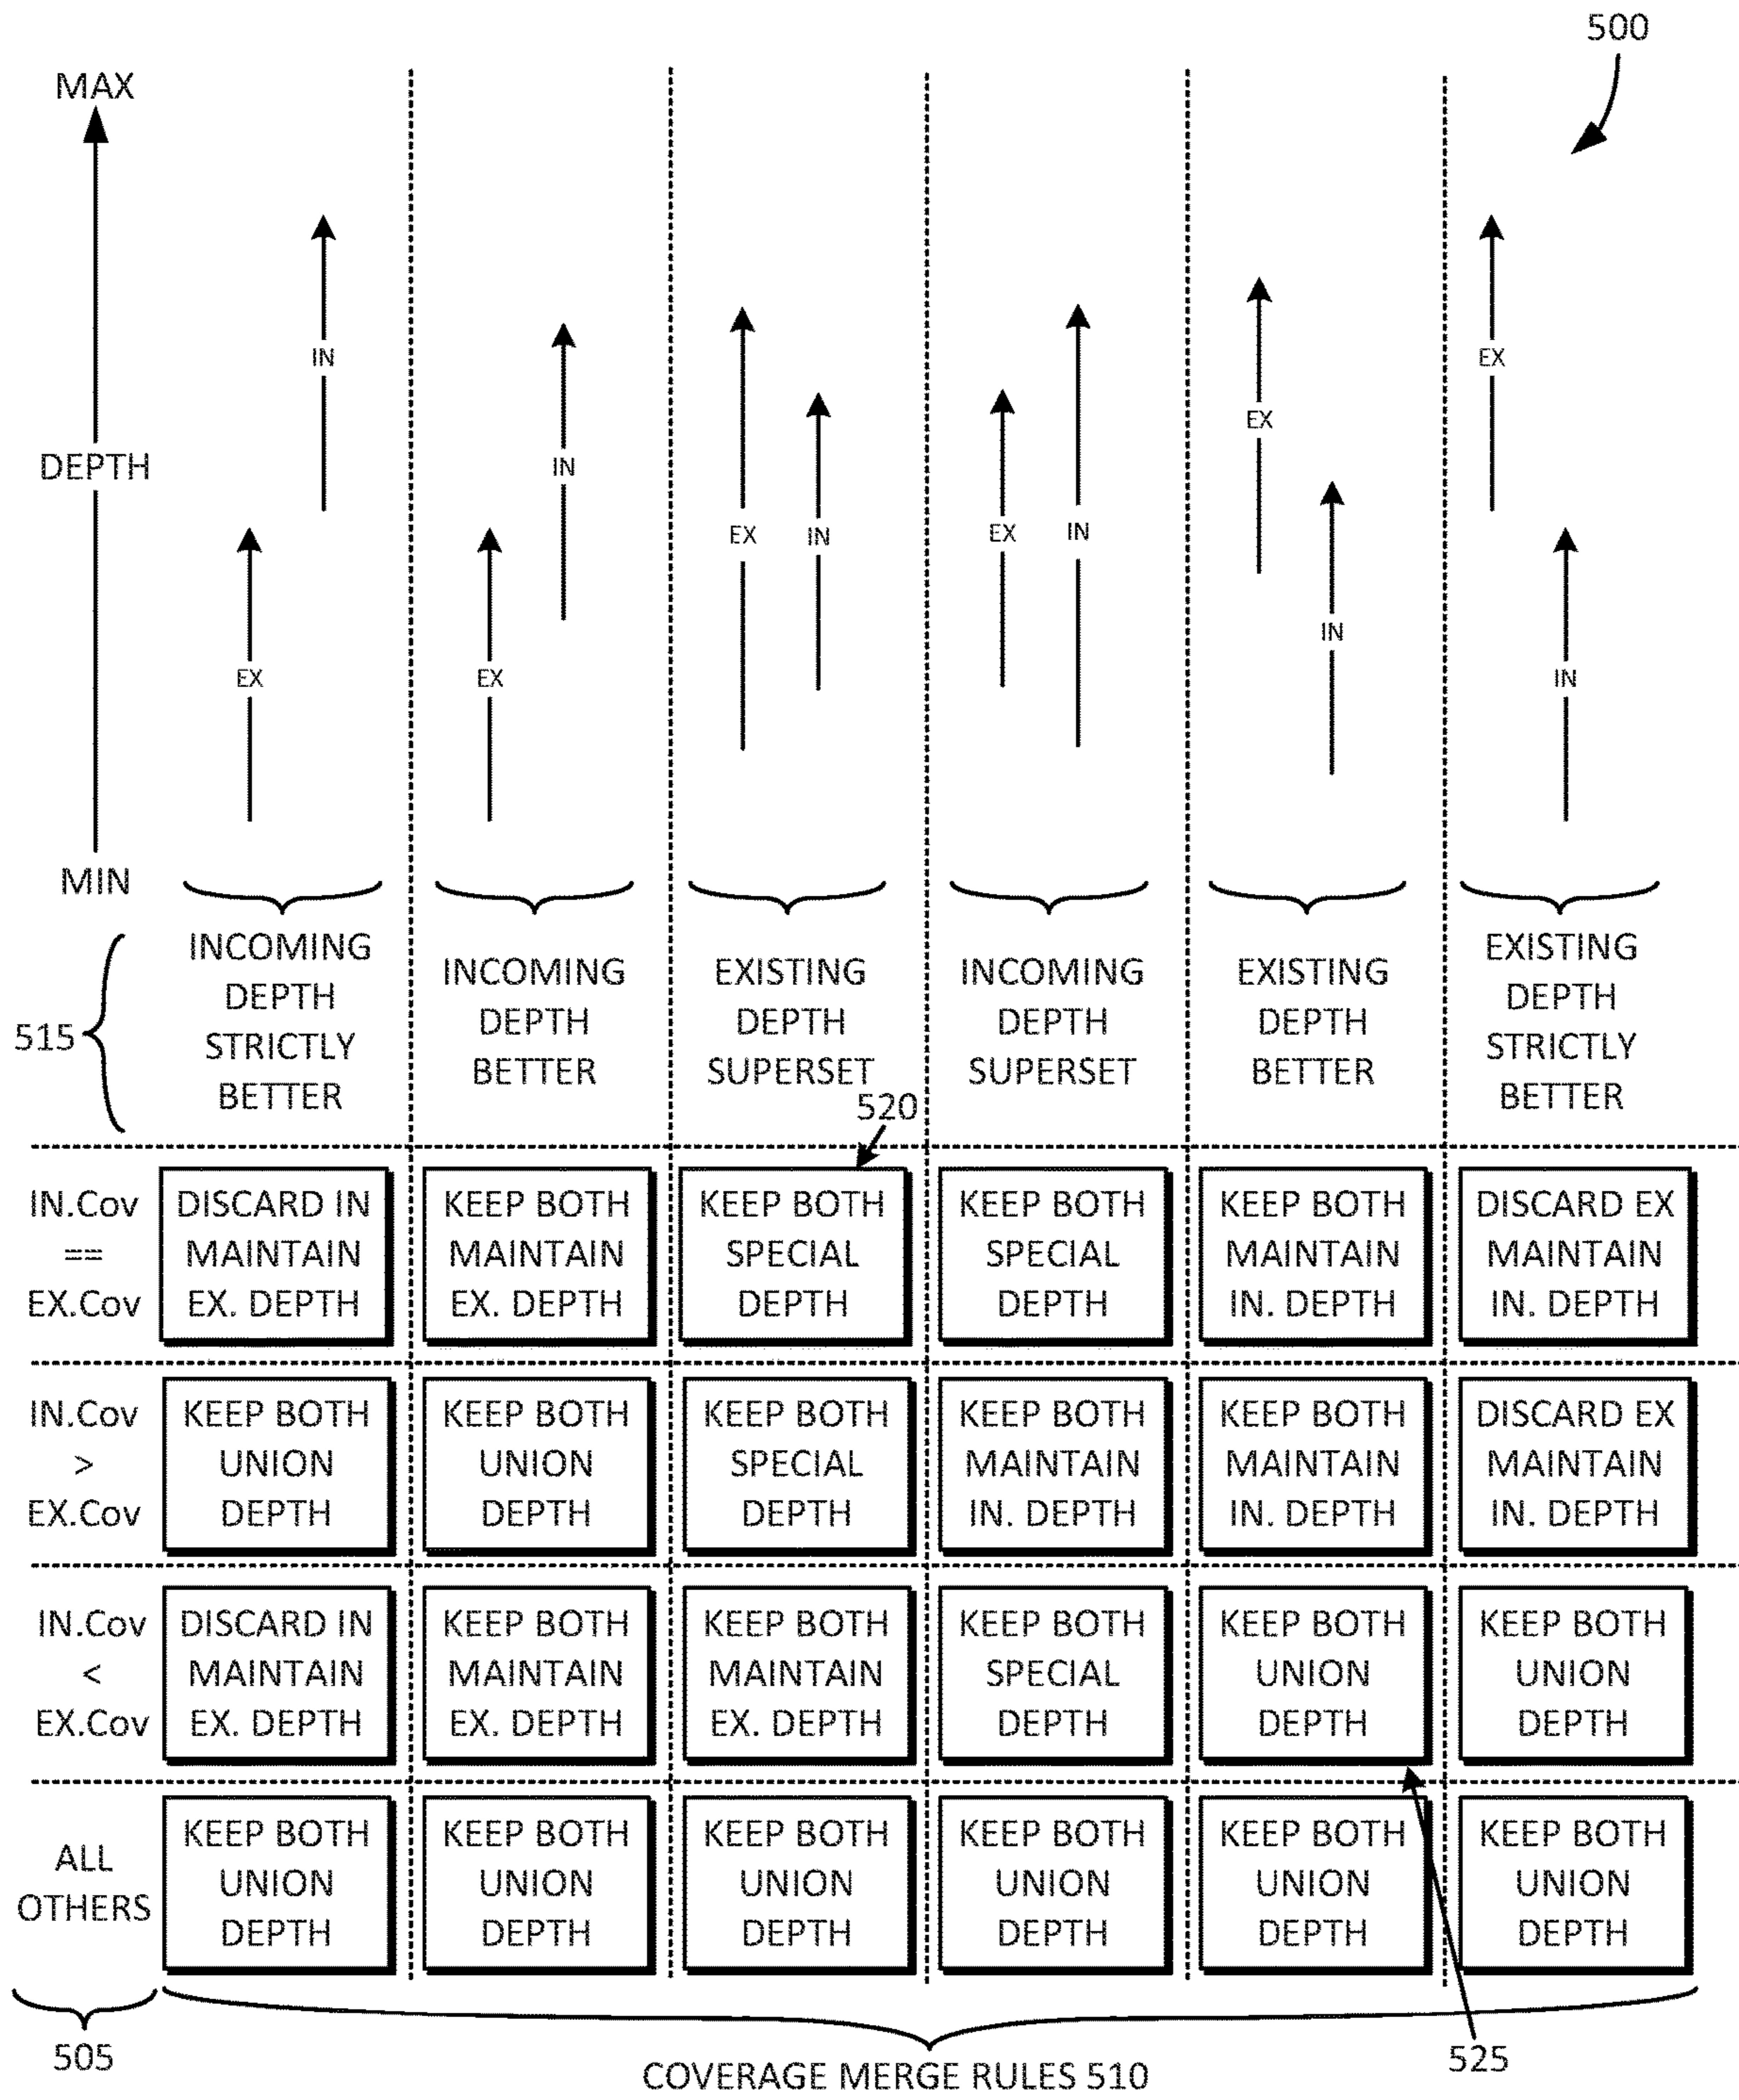 500
MAX
DEPTH
MIN
EX
IN
EX
IN
EX
IN
EX
IN
EX
IN
EX
IN
515
INCOMING
DEPTH
STRICTLY
BETTER
INCOMING
DEPTH
BETTER
EXISTING
DEPTH
SUPERSET
INCOMING
DEPTH
SUPERSET
EXISTING
DEPTH
BETTER
EXISTING
DEPTH
STRICTLY
BETTER
520
IN.Cov
==
EX.Cov
DISCARD IN
MAINTAIN
EX. DEPTH
KEEP BOTH
MAINTAIN
EX. DEPTH
KEEP BOTH
SPECIAL
DEPTH
KEEP BOTH
SPECIAL
DEPTH
KEEP BOTH
MAINTAIN
IN. DEPTH
DISCARD EX
MAINTAIN
IN. DEPTH
IN.Cov
>
EX.Cov
KEEP BOTH
UNION
DEPTH
KEEP BOTH
UNION
DEPTH
KEEP BOTH
SPECIAL
DEPTH
KEEP BOTH
MAINTAIN
IN. DEPTH
KEEP BOTH
MAINTAIN
IN. DEPTH
DISCARD EX
MAINTAIN
IN. DEPTH
IN.Cov
<
EX.Cov
DISCARD IN
MAINTAIN
EX. DEPTH
KEEP BOTH
MAINTAIN
EX. DEPTH
KEEP BOTH
MAINTAIN
EX. DEPTH
KEEP BOTH
SPECIAL
DEPTH
KEEP BOTH
UNION
DEPTH
KEEP BOTH
UNION
DEPTH
ALL
OTHERS
KEEP BOTH
UNION
DEPTH
KEEP BOTH
UNION
DEPTH
KEEP BOTH
UNION
DEPTH
KEEP BOTH
UNION
DEPTH
KEEP BOTH
UNION
DEPTH
KEEP BOTH
UNION
DEPTH
505
COVERAGE MERGE RULES 510
525